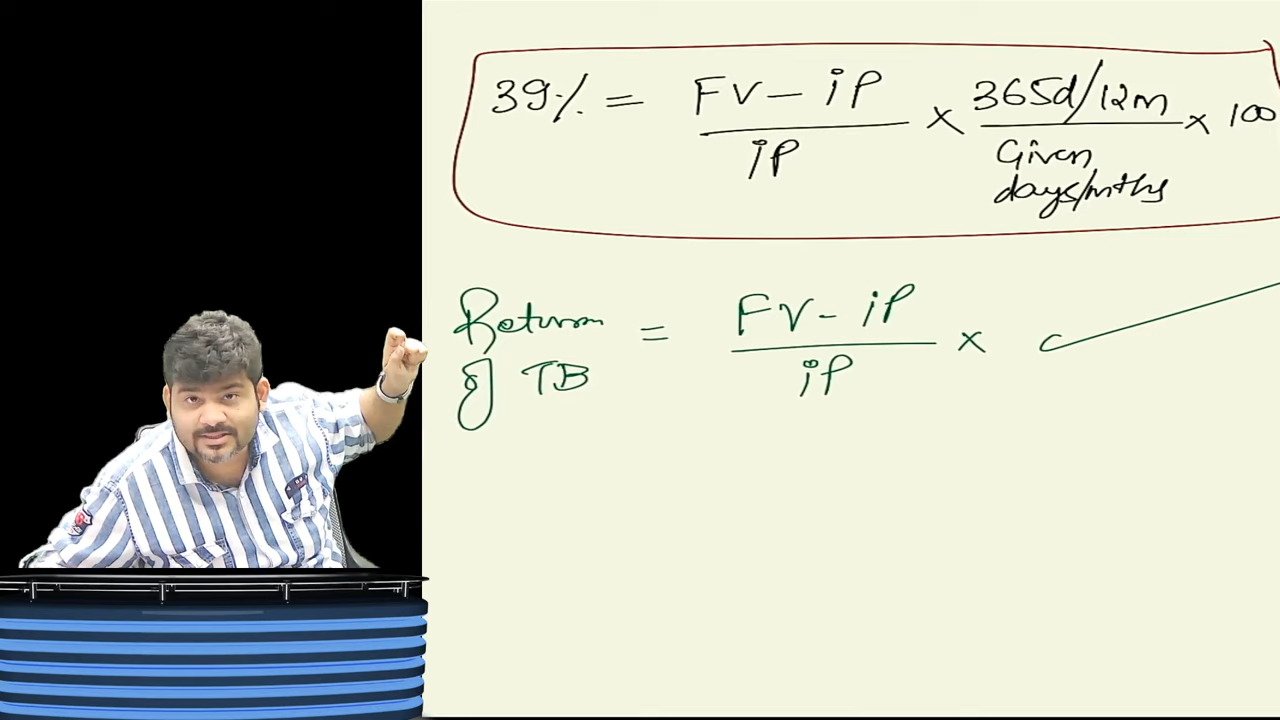 39% = FV - iP / iP × 365d/12m / Given days/mths × 100
Return of TB = FV - iP / iP ×